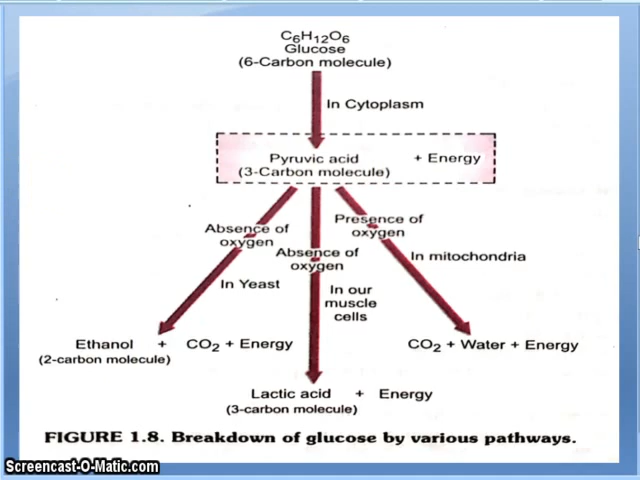 C6H12O6
Glucose
(6-Carbon molecule)
In Cytoplasm
Pyruvic acid + Energy
(3-Carbon molecule)
Absence of
oxygen
Absence of
oxygen
Presence of
oxygen
In Yeast
In our
muscle
cells
In mitochondria
Ethanol + CO2 + Energy
(2-carbon molecule)
CO2 + Water + Energy
Lactic acid + Energy
(3-carbon molecule)
FIGURE 1.8. Breakdown of glucose by various pathways.
Screencast-O-Matic.com